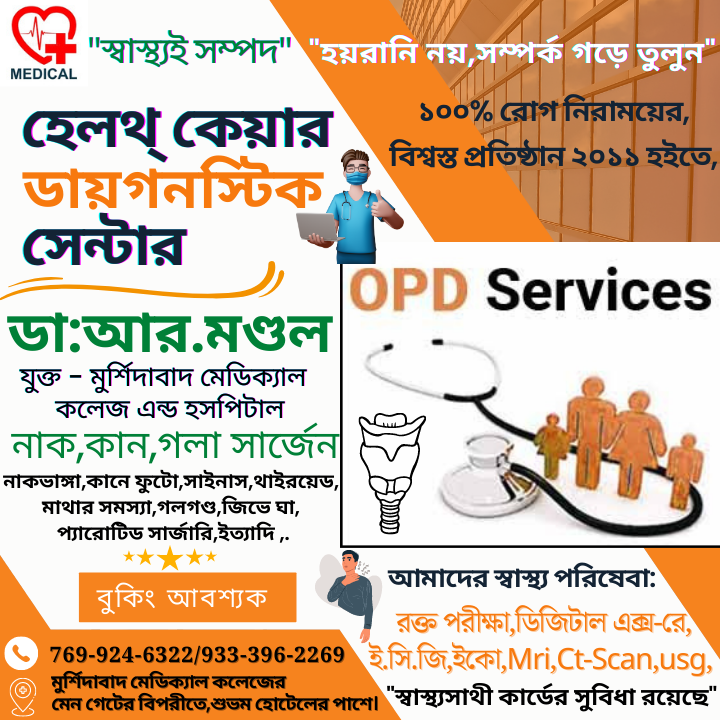 MEDICAL
"স্বাস্থ্যই সম্পদ" "হয়রানি নয়,সম্পর্ক গড়ে তুলুন"
১০০% রোগ নিরাময়ের,
বিশ্বস্ত প্রতিষ্ঠান ২০১১ হইতে,
হেলথ্ কেয়ার
ডায়গনস্টিক
সেন্টার
OPD Services
ডা:আর.মণ্ডল
যুক্ত - মুর্শিদাবাদ মেডিক্যাল
কলেজ এন্ড হসপিটাল
নাক,কান,গলা সার্জেন
নাকভাঙ্গা,কানে ফুটো,সাইনাস,থাইরয়েড,
মাথার সমস্যা,গলগণ্ড,জিভে ঘা,
প্যারোটিড সার্জারি,ইত্যাদি ,.
বুকিং আবশ্যক
769-924-6322/933-396-2269
মুর্শিদাবাদ মেডিক্যাল কলেজের
মেন গেটের বিপরীতে,শুভম হোটেলের পাশে।
আমাদের স্বাস্থ্য পরিষেবা:
রক্ত পরীক্ষা,ডিজিটাল এক্স-রে,
ই.সি.জি,ইকো,Mri,Ct-Scan,usg,
"স্বাস্থ্যসাথী কার্ডের সুবিধা রয়েছে"